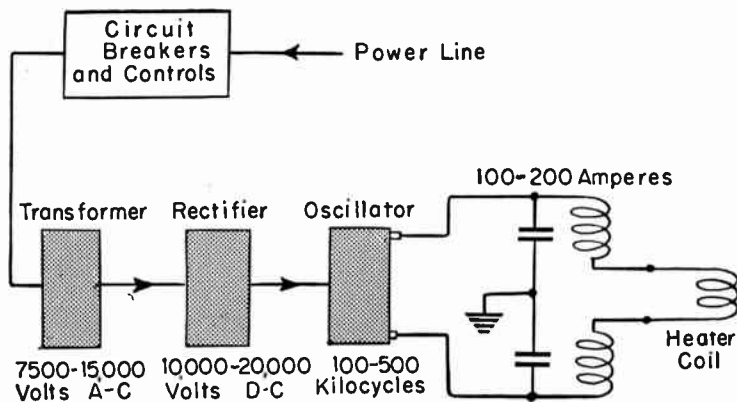 Circuit
Breakers
and Controls
Power Line
100-200 Amperes
Transformer
Rectifier
Oscillator
Heater
Coil
7500-15,000
Volts A-C
10,000-20,000
Volts D-C
100-500
Kilocycles